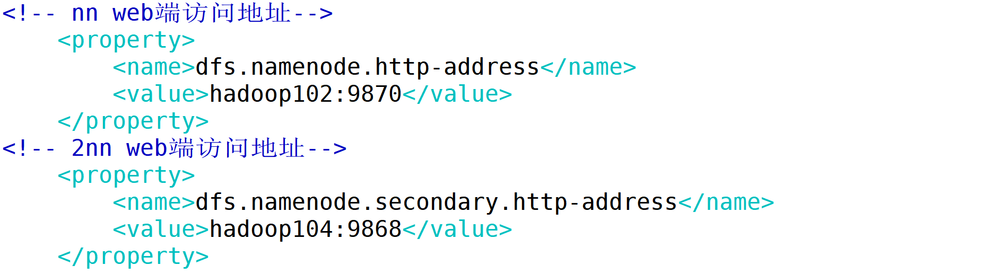 <!-- nn web端访问地址-->
    <property>
        <name>dfs.namenode.http-address</name>
        <value>hadoop102:9870</value>
    </property>
<!-- 2nn web端访问地址-->
    <property>
        <name>dfs.namenode.secondary.http-address</name>
        <value>hadoop104:9868</value>
    </property>